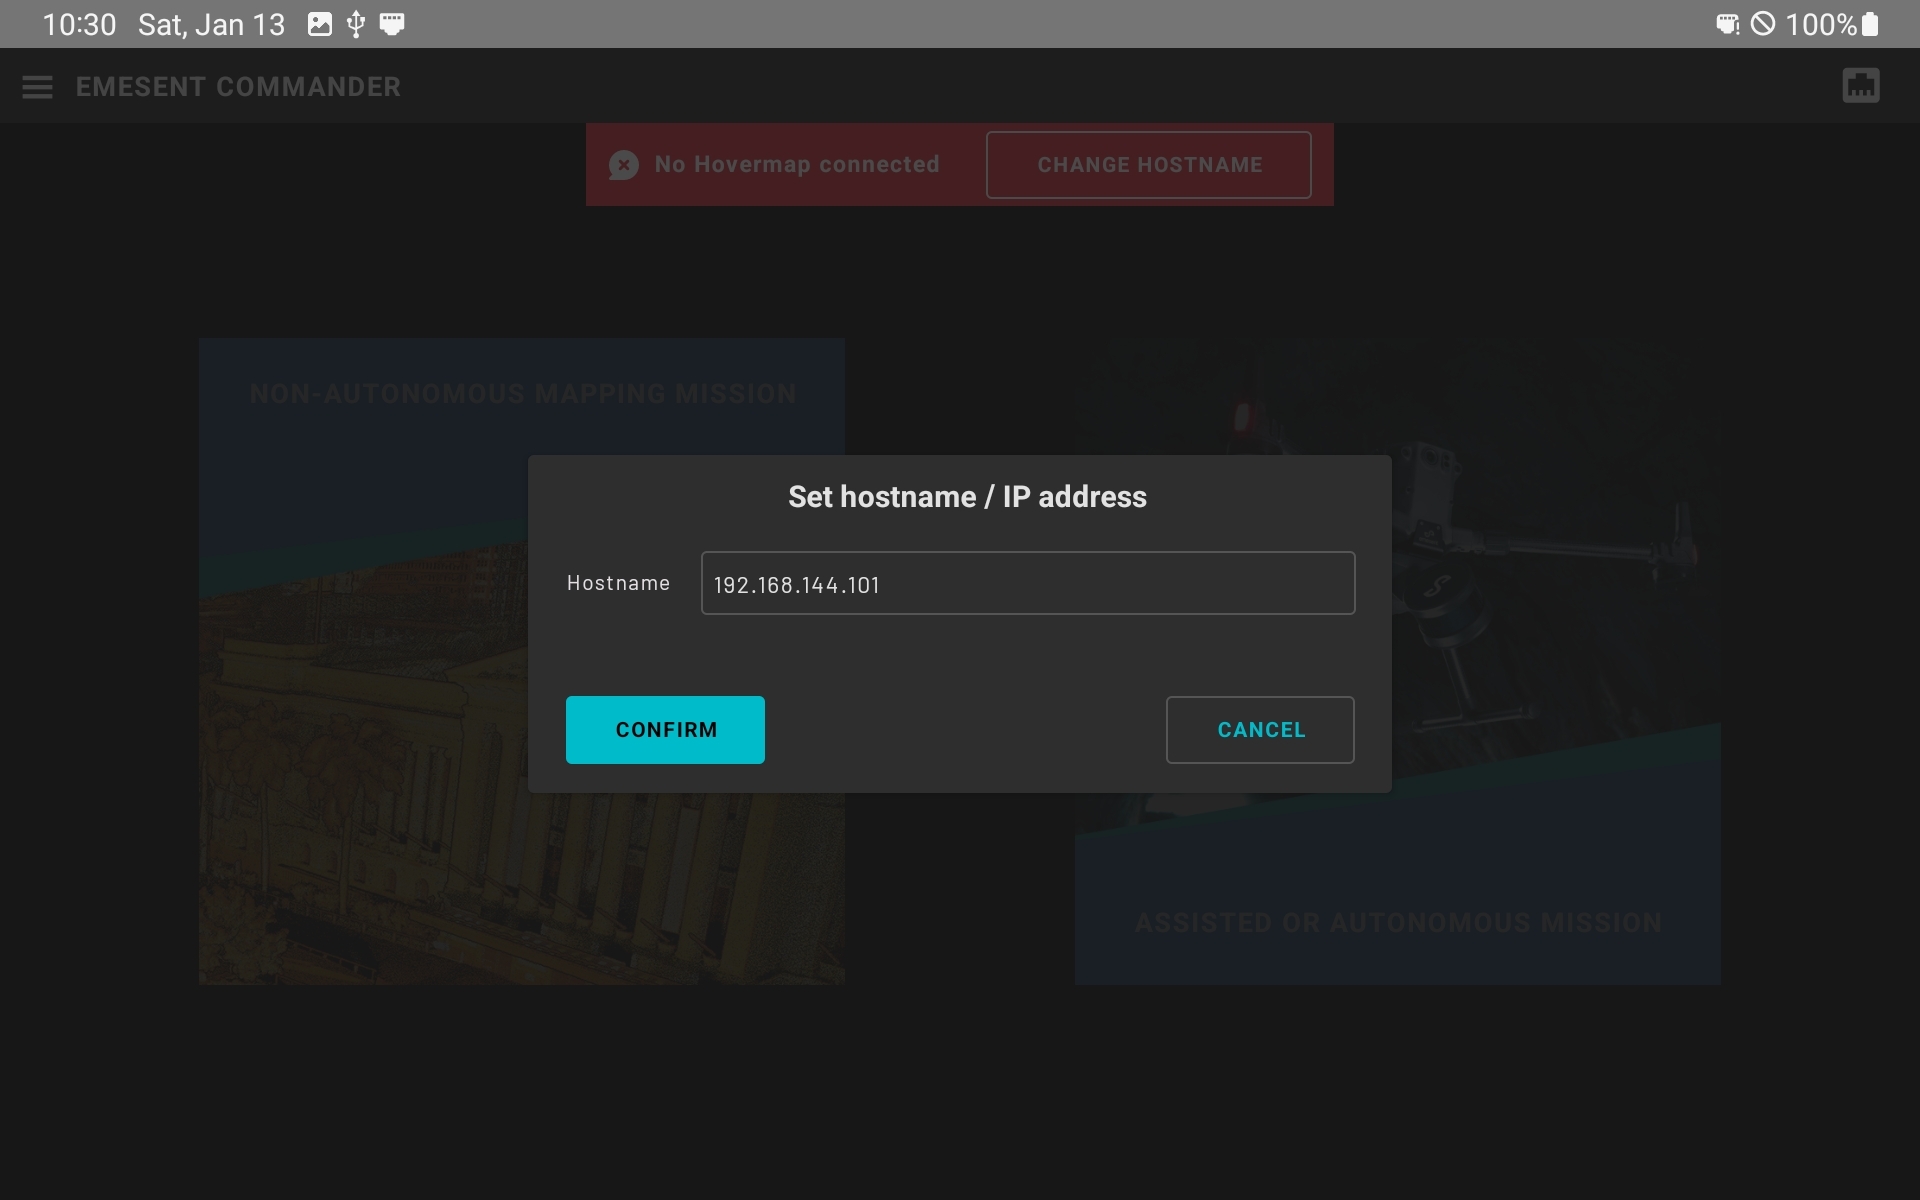 10:30 Sat, Jan 13
100%
EMESENT COMMANDER
No Hovermap connected
CHANGE HOSTNAME
NON-AUTONOMOUS MAPPING MISSION
Set hostname / IP address
Hostname
192.168.144.101
CONFIRM
CANCEL
ASSISTED OR AUTONOMOUS MISSION